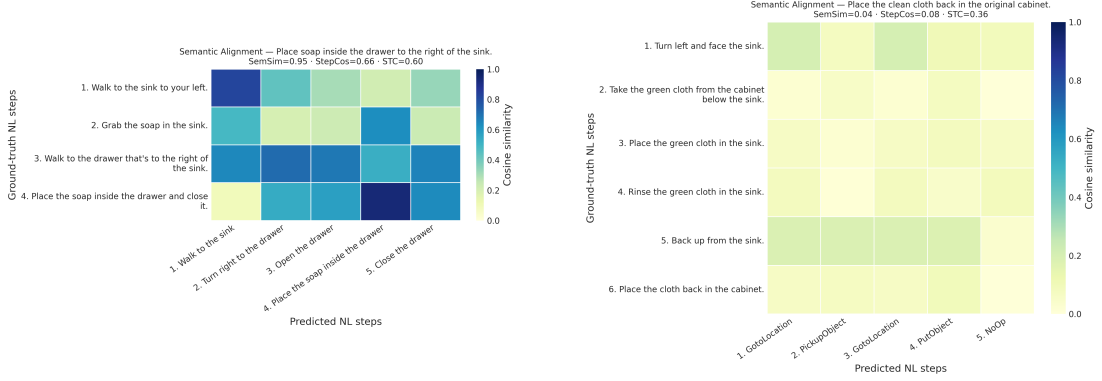 Semantic Alignment — Place soap inside the drawer to the right of the sink.
SemSim=0.95 · StepCos=0.66 · STC=0.60
Ground-truth NL steps
1. Walk to the sink to your left.
2. Grab the soap in the sink.
3. Walk to the drawer that's to the right of
the sink.
4. Place the soap inside the drawer and close
it.
1. Walk to the sink
2. Turn right to the drawer
3. Open the drawer
4. Place the soap inside the drawer
5. Close the drawer
Predicted NL steps
1.0
0.8
0.6
0.4
0.2
0.0
Cosine similarity
Semantic Alignment — Place the clean cloth back in the original cabinet.
SemSim=0.04 · StepCos=0.08 · STC=0.36
Ground-truth NL steps
1. Turn left and face the sink.
2. Take the green cloth from the cabinet
below the sink.
3. Place the green cloth in the sink.
4. Rinse the green cloth in the sink.
5. Back up from the sink.
6. Place the cloth back in the cabinet.
1. GotoLocation
2. PickupObject
3. GotoLocation
4. PutObject
5. NoOp
Predicted NL steps
1.0
0.8
0.6
0.4
0.2
0.0
Cosine similarity